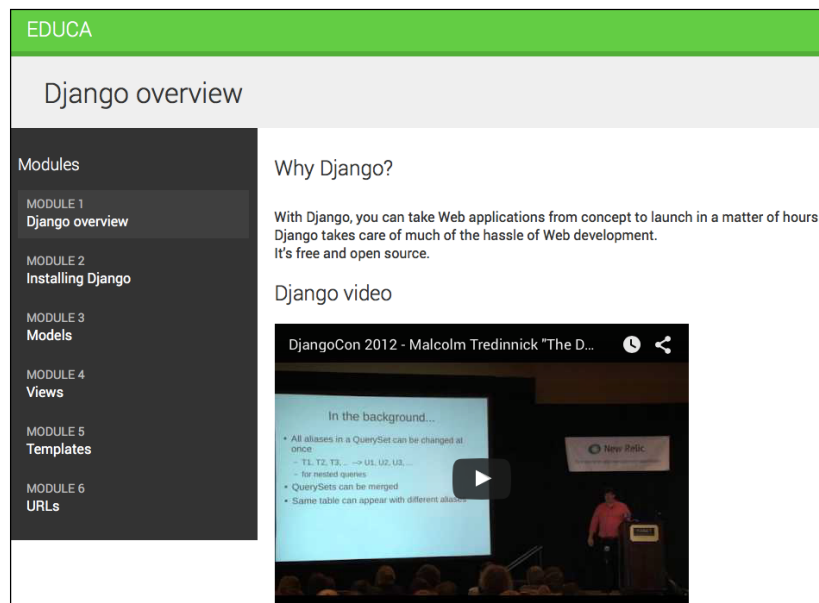 EDUCA
Django overview
Modules
MODULE 1
Django overview
MODULE 2
Installing Django
MODULE 3
Models
MODULE 4
Views
MODULE 5
Templates
MODULE 6
URLs
Why Django?
With Django, you can take Web applications from concept to launch in a matter of hours
Django takes care of much of the hassle of Web development.
It's free and open source.
Django video
DjangoCon 2012 - Malcolm Tredinnick "The D...
In the background...
• All aliases in a QuerySet can be changed at
once
– T1, T2, T3, .. --> U1, U2, U3, ...
– for nested queries
• QuerySets can be merged
• Same table can appear with different aliases
New Relic.